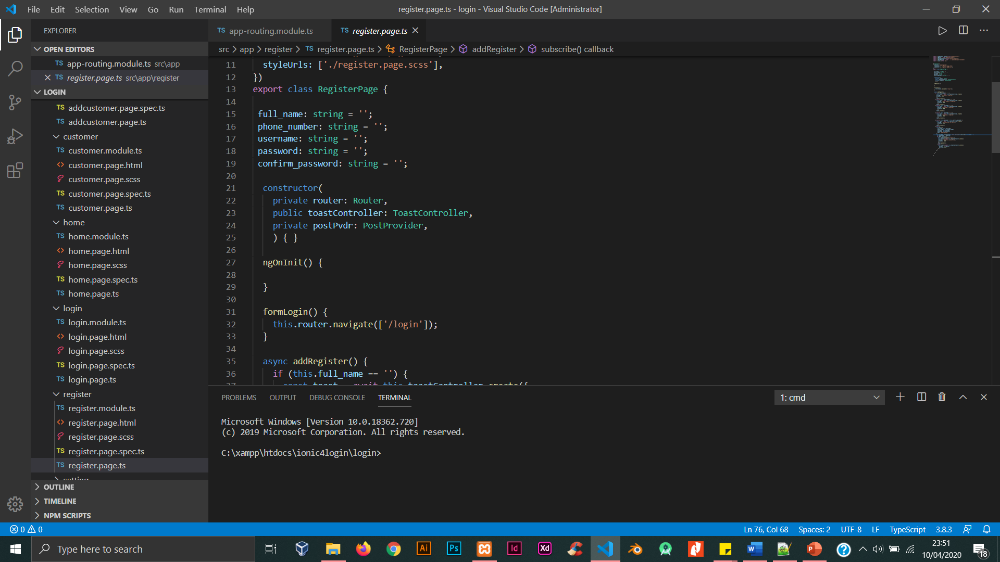 File Edit Selection View Go Run Terminal Help
register.page.ts - login - Visual Studio Code [Administrator]
EXPLORER
OPEN EDITORS
TS app-routing.module.ts src\app
TS register.page.ts src\app\register
LOGIN
TS addcustomer.page.spec.ts
TS addcustomer.page.ts
customer
TS customer.module.ts
customer.page.html
customer.page.scss
TS customer.page.spec.ts
TS customer.page.ts
home
TS home.module.ts
home.page.html
home.page.scss
TS home.page.spec.ts
TS home.page.ts
login
TS login.module.ts
login.page.html
login.page.scss
TS login.page.spec.ts
TS login.page.ts
register
TS register.module.ts
register.page.html
register.page.scss
TS register.page.spec.ts
TS register.page.ts
setting
OUTLINE
TIMELINE
NPM SCRIPTS
TS app-routing.module.ts
TS register.page.ts
src > app > register > TS register.page.ts > RegisterPage > addRegister > subscribe() callback
11 styleUrls: ['./register.page.scss'],
12 })
13 export class RegisterPage {
14
15 full_name: string = '';
16 phone_number: string = '';
17 username: string = '';
18 password: string = '';
19 confirm_password: string = '';
20
21 constructor(
22 private router: Router,
23 public toastController: ToastController,
24 private postPvdr: PostProvider,
25 ) { }
26
27 ngOnInit() {
28
29 }
30
31 formLogin() {
32 this.router.navigate(['/login']);
33 }
34
35 async addRegister() {
36 if (this.full_name == '') {
37 const toast = await this.toastController.create({
PROBLEMS OUTPUT DEBUG CONSOLE TERMINAL
1: cmd
Microsoft Windows [Version 10.0.18362.720]
(c) 2019 Microsoft Corporation. All rights reserved.
C:\xampp\htdocs\ionic4login\login>
0 0
Ln 76, Col 68 Spaces: 2 UTF-8 LF TypeScript 3.8.3
Type here to search
Ai Ps Id Xd
23:51
10/04/2020
18